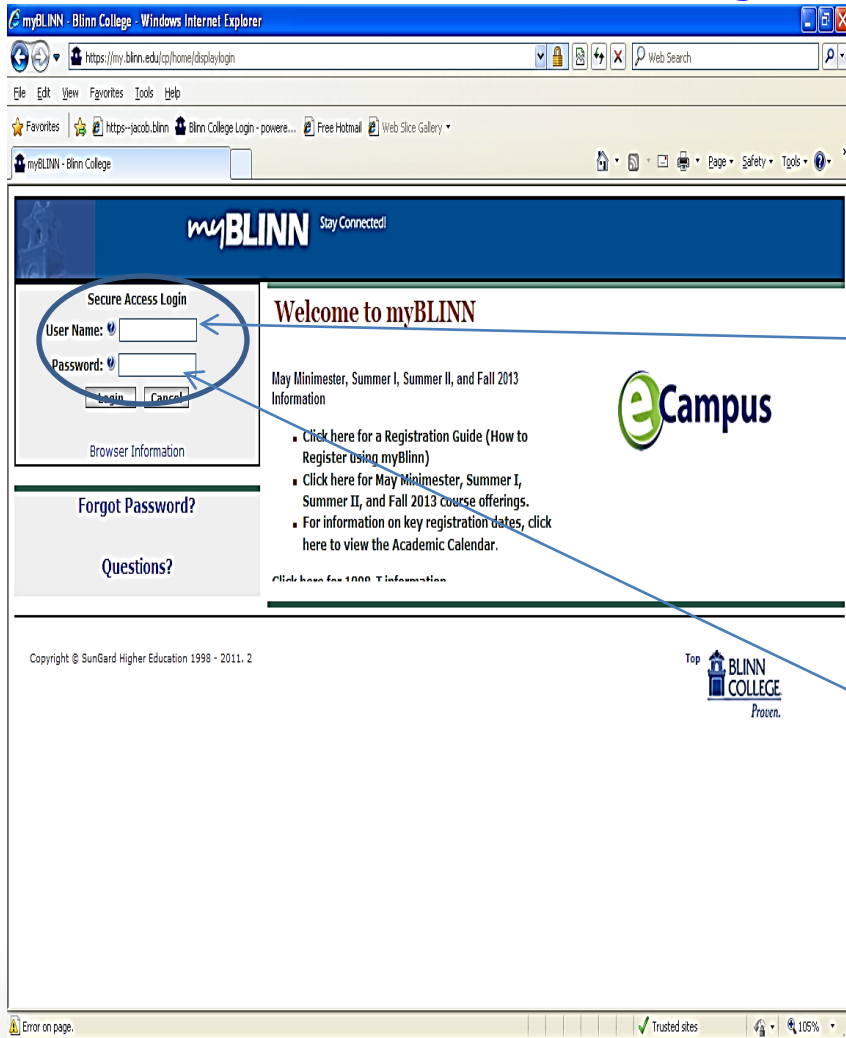 myBLINN - Blinn College - Windows Internet Explorer
https://my.blinn.edu/cp/home/displaylogin
Web Search
File Edit View Favorites Tools Help
Favorites https--jacob.blinn Blinn College Login - powere... Free Hotmail Web Slice Gallery
myBLINN - Blinn College
Page Safety Tools
myBLINN Stay Connected!
Secure Access Login
User Name:
Password:
Login Cancel
Browser Information
Forgot Password?
Questions?
Welcome to myBLINN
May Minimester, Summer I, Summer II, and Fall 2013
Information
Click here for a Registration Guide (How to
Register using myBlinn)
Click here for May Minimester, Summer I,
Summer II, and Fall 2013 course offerings.
For information on key registration dates, click
here to view the Academic Calendar.
Click here for 1098-T information
eCampus
Copyright © SunGard Higher Education 1998 - 2011. 2
Top
BLINN
COLLEGE
Proven.
Error on page.
Trusted sites
105%